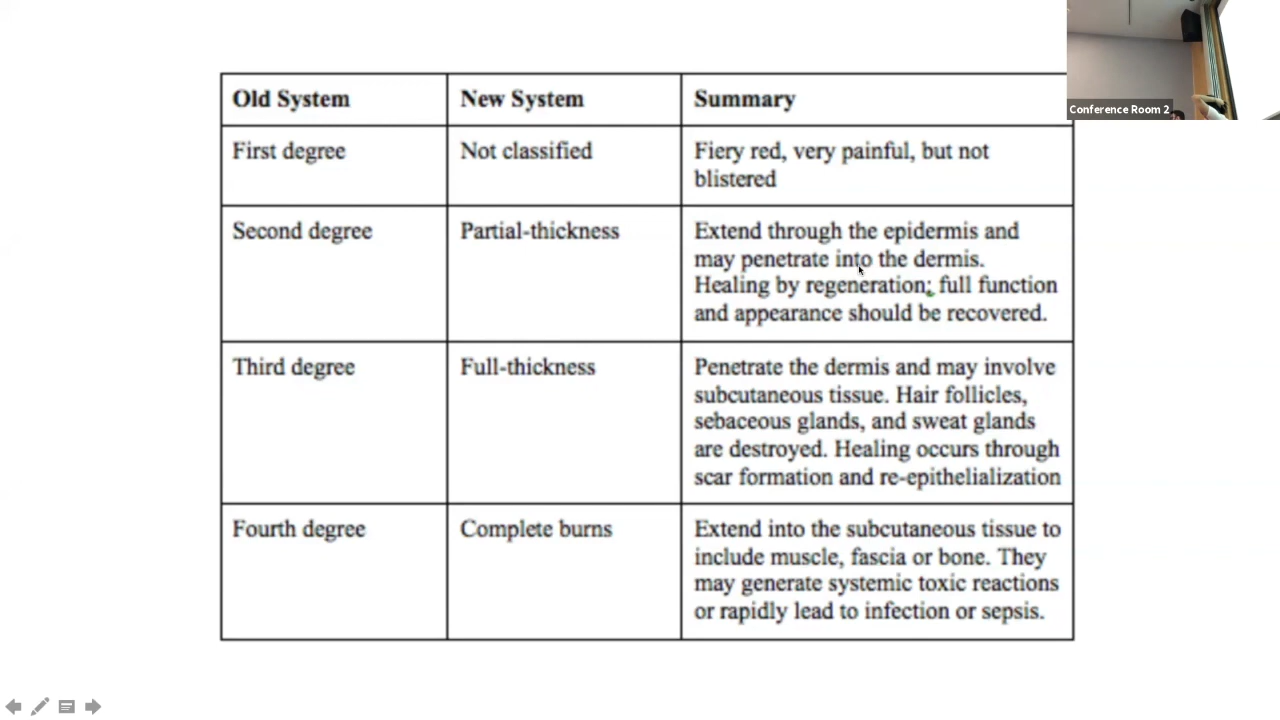 Conference Room 2
Old System
New System
Summary
First degree
Not classified
Fiery red, very painful, but not
blistered
Second degree
Partial-thickness
Extend through the epidermis and
may penetrate into the dermis.
Healing by regeneration; full function
and appearance should be recovered.
Third degree
Full-thickness
Penetrate the dermis and may involve
subcutaneous tissue. Hair follicles,
sebaceous glands, and sweat glands
are destroyed. Healing occurs through
scar formation and re-epithelialization
Fourth degree
Complete burns
Extend into the subcutaneous tissue to
include muscle, fascia or bone. They
may generate systemic toxic reactions
or rapidly lead to infection or sepsis.